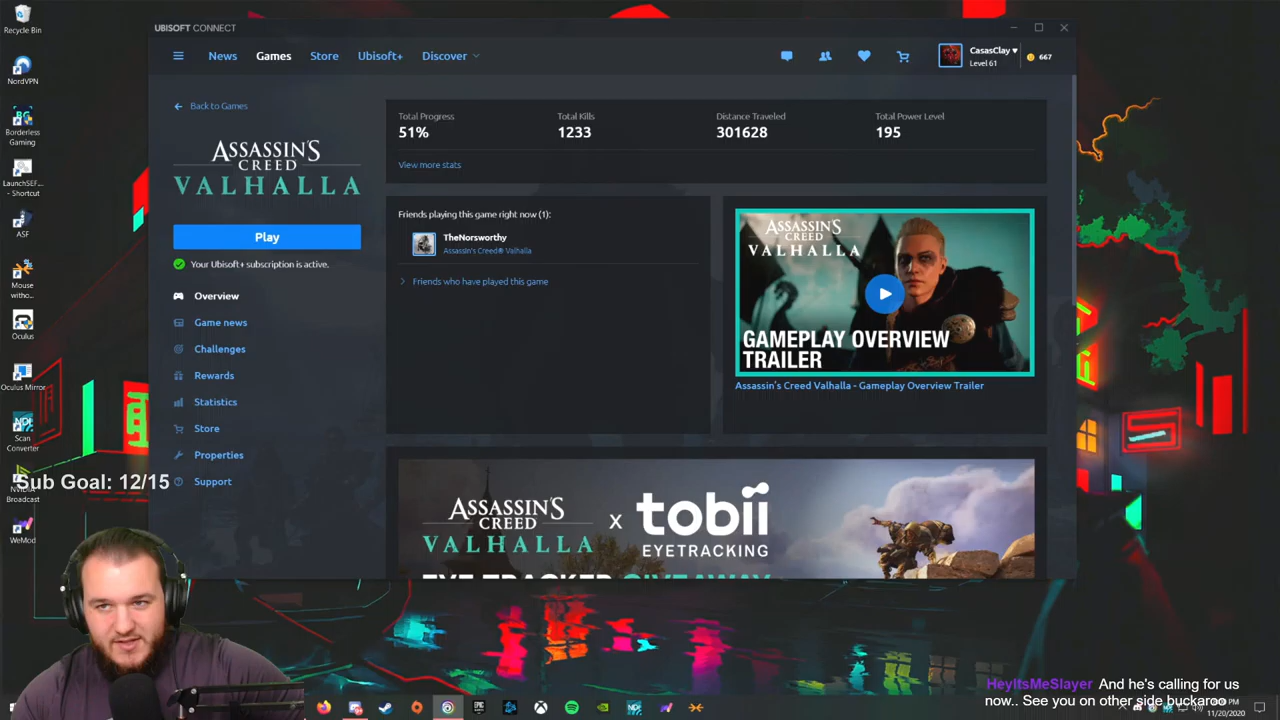 Recycle Bin
NordVPN
Borderless
Gaming
LaunchSEF...
- Shortcut
ASF
Mouse
witho...
Oculus
Oculus Mirror
Scan
Converter
Broadcast
WeMod
Sub Goal: 12/15
UBISOFT CONNECT
News
Games
Store
Ubisoft+
Discover
CasasClay ♥
Level 61
667
Back to Games
ASSASSIN'S
CREED
VALHALLA
Play
Your Ubisoft+ subscription is active.
Overview
Game news
Challenges
Rewards
Statistics
Store
Properties
Support
Total Progress
51%
Total Kills
1233
Distance Traveled
301628
Total Power Level
195
View more stats
Friends playing this game right now (1):
TheNorsworthy
Assassin's Creed® Valhalla
Friends who have played this game
ASSASSIN'S
CREED
VALHALLA
GAMEPLAY OVERVIEW
TRAILER
Assassin's Creed Valhalla - Gameplay Overview Trailer
ASSASSIN'S
CREED
VALHALLA
x
tobii
EYETRACKING
EYE TRACKER GIVEAWAY
HeyItsMeSlayer And he's calling for us
now.. See you on other side buckaroo
11/20/2020